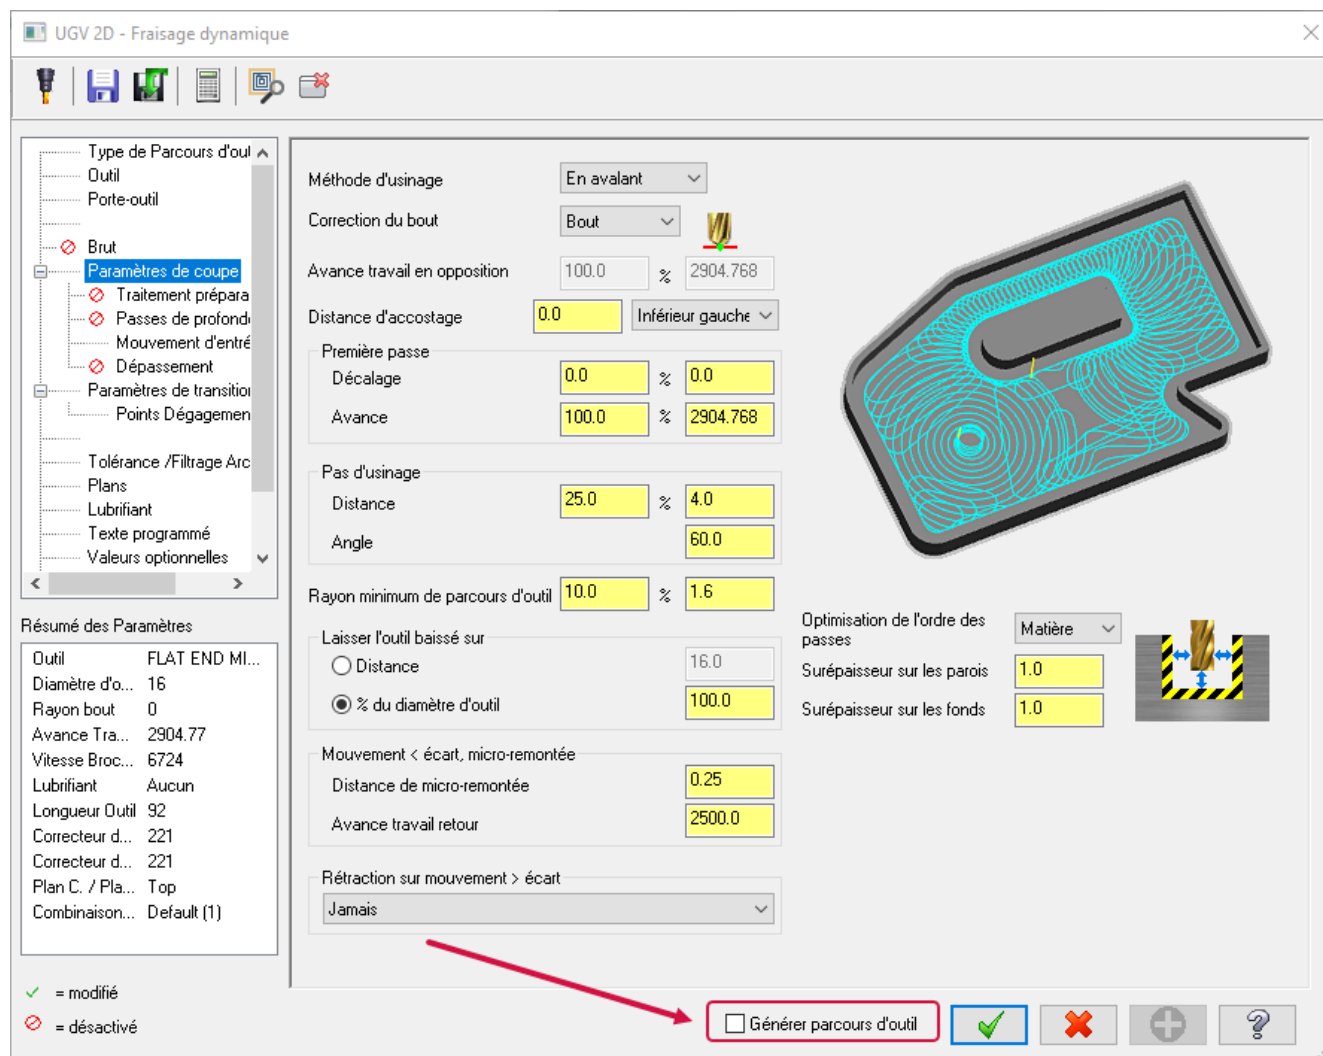 UGV 2D - Fraisage dynamique
Type de Parcours d'out
Outil
Porte-outil
Brut
Paramètres de coupe
Traitement prépara
Passes de profond
Mouvement d'entré
Dépassement
Paramètres de transition
Points Dégagemen
Tolérance /Filtrage Arc
Plans
Lubrifiant
Texte programmé
Valeurs optionnelles
Résumé des Paramètres
Outil FLAT END MI...
Diamètre d'o... 16
Rayon bout 0
Avance Tra... 2904.77
Vitesse Broc... 6724
Lubrifiant Aucun
Longueur Outil 92
Correcteur d... 221
Correcteur d... 221
Plan C. / Pla... Top
Combinaison... Default (1)
= modifié
= désactivé
Méthode d'usinage En avalant
Correction du bout Bout
Avance travail en opposition 100.0 % 2904.768
Distance d'accostage 0.0 Inférieur gauche
Première passe
Décalage 0.0 % 0.0
Avance 100.0 % 2904.768
Pas d'usinage
Distance 25.0 % 4.0
Angle 60.0
Rayon minimum de parcours d'outil 10.0 % 1.6
Laisser l'outil baissé sur
Distance 16.0
% du diamètre d'outil 100.0
Mouvement < écart, micro-remontée
Distance de micro-remontée 0.25
Avance travail retour 2500.0
Rétraction sur mouvement > écart
Jamais
Optimisation de l'ordre des
passes Matière
Surépaisseur sur les parois 1.0
Surépaisseur sur les fonds 1.0
Générer parcours d'outil